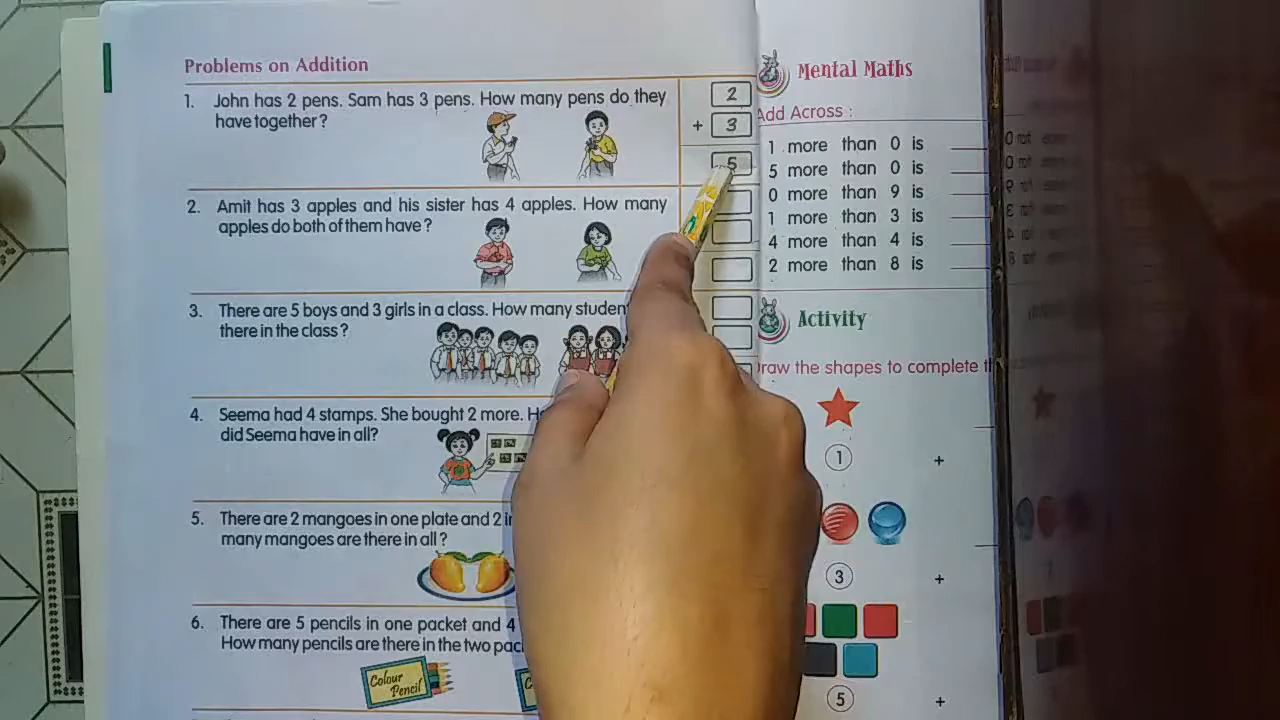 Problems on Addition
1. John has 2 pens. Sam has 3 pens. How many pens do they
have together?
2
+ 3
5
2. Amit has 3 apples and his sister has 4 apples. How many
apples do both of them have?
3. There are 5 boys and 3 girls in a class. How many
there in the class?
4. Seema had 4 stamps. She bought 2 more.
did Seema have in all?
5. There are 2 mangoes in one plate and 2
many mangoes are there in all?
6. There are 5 pencils in one packet and 4
How many pencils are there in the two
Colour
Pencil
Mental Maths
Add Across :
1 more than 0 is
5 more than 0 is
0 more than 9 is
1 more than 3 is
4 more than 4 is
2 more than 8 is
Activity
Draw the shapes to complete
1 +
3 +
5 +